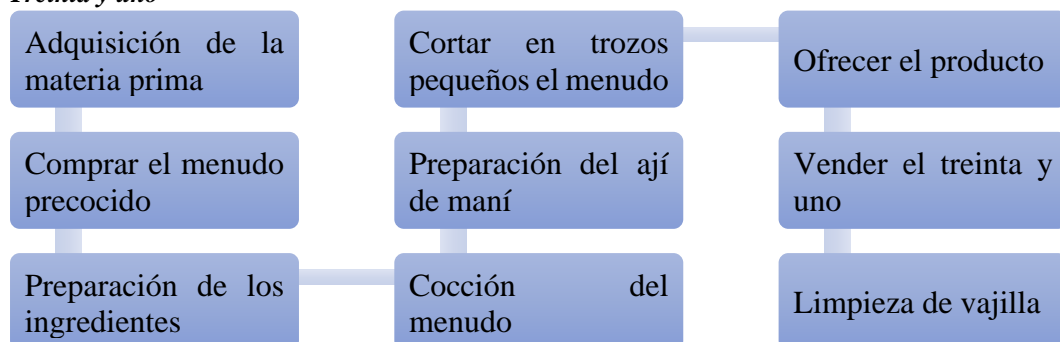 Treinta y uno
Adquisición de la
materia prima
Comprar el menudo
precocido
Preparación de los
ingredientes
Cocción del
menudo
Preparación del ají
de maní
Cortar en trozos
pequeños el menudo
Ofrecer el producto
Vender el treinta y
uno
Limpieza de vajilla